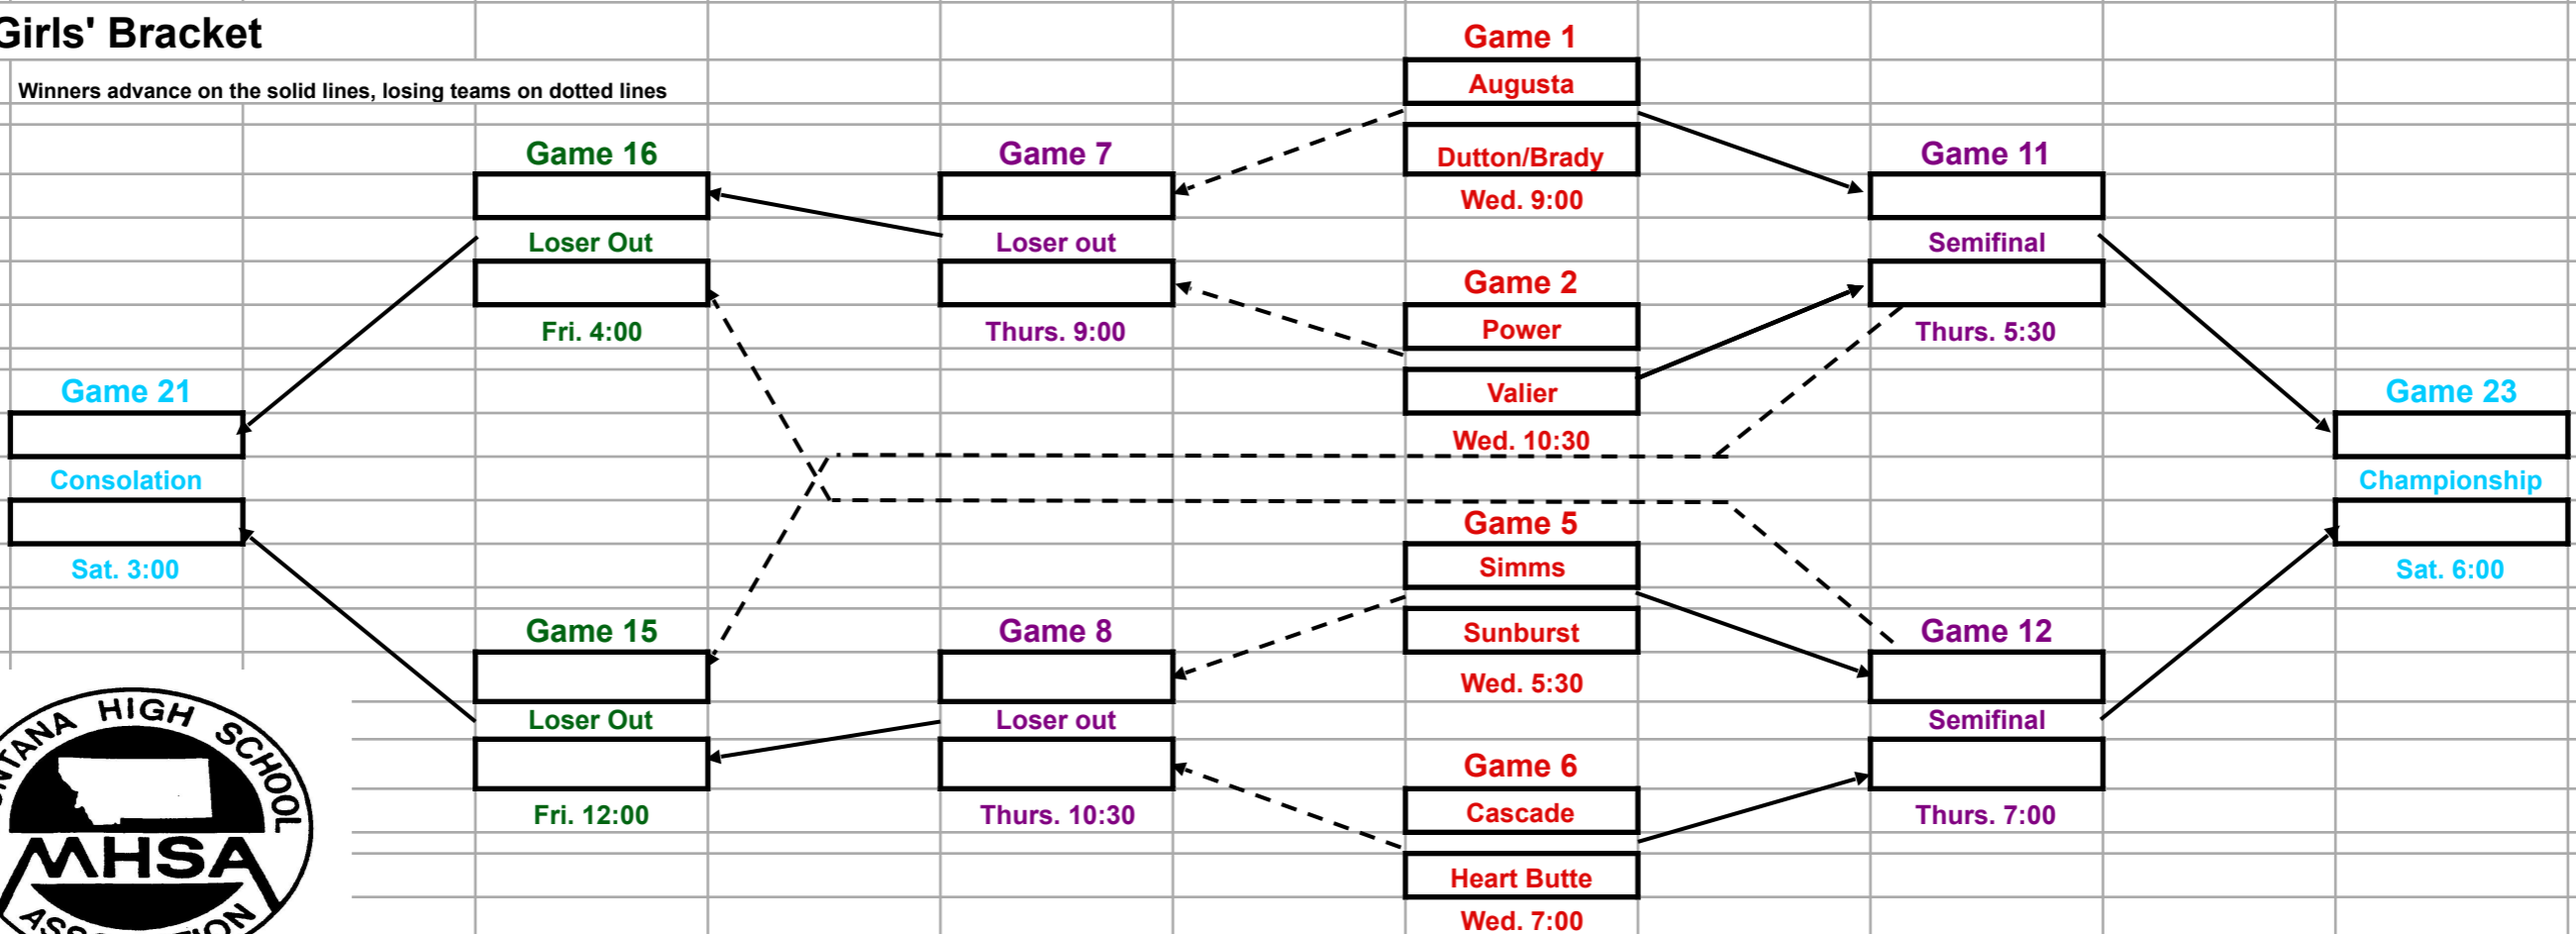 Girls' Bracket
Winners advance on the solid lines, losing teams on dotted lines
Game 1
Augusta
Dutton/Brady
Wed. 9:00
Game 16
Loser Out
Fri. 4:00
Game 7
Loser out
Thurs. 9:00
Game 11
Semifinal
Thurs. 5:30
Game 2
Power
Valier
Wed. 10:30
Game 21
Consolation
Sat. 3:00
Game 23
Championship
Sat. 6:00
Game 5
Simms
Sunburst
Wed. 5:30
Game 15
Loser Out
Fri. 12:00
Game 8
Loser out
Thurs. 10:30
Game 12
Semifinal
Thurs. 7:00
Game 6
Cascade
Heart Butte
Wed. 7:00
HIGH SCHOOL
MHSA